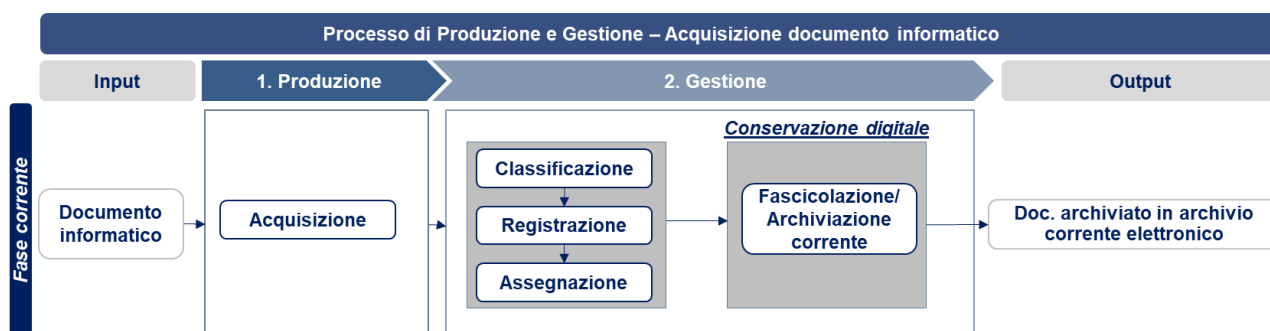 Processo di Produzione e Gestione – Acquisizione documento informatico
Input
1. Produzione
2. Gestione
Output
Fase corrente
Documento
informatico
Acquisizione
Classificazione
Registrazione
Assegnazione
Conservazione digitale
Fascicolazione/
Archiviazione
corrente
Doc. archiviato in archivio
corrente elettronico